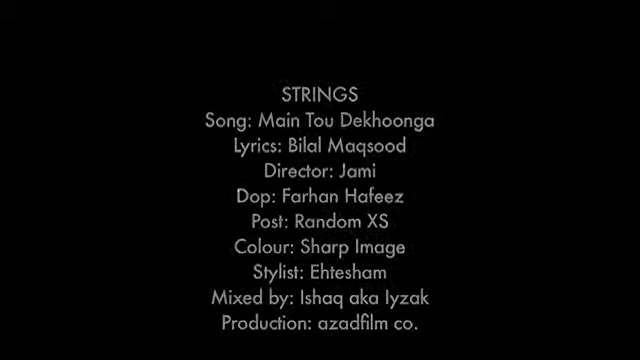 STRINGS
Song: Main Tou Dekhoonga
Lyrics: Bilal Maqsood
Director: Jami
Dop: Farhan Hafeez
Post: Random XS
Colour: Sharp Image
Stylist: Ehtesham
Mixed by: Ishaq aka Iyzak
Production: azadfilm co.